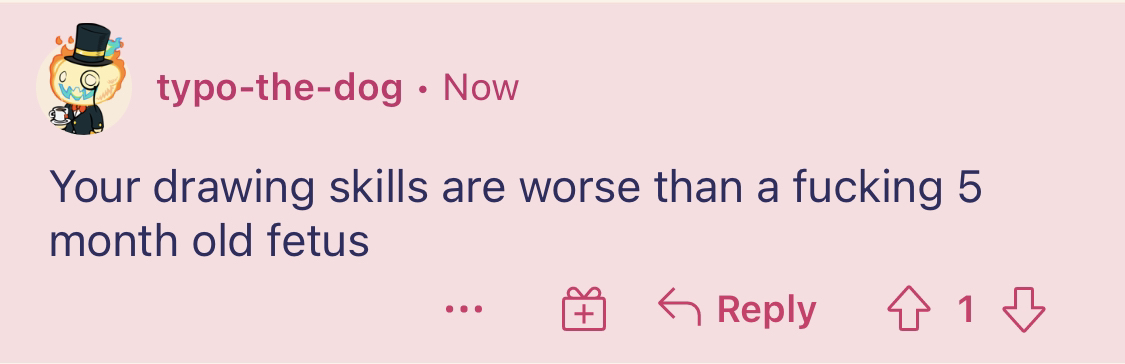 typo-the-dog • Now
Your drawing skills are worse than a fucking 5
month old fetus
... Reply 1